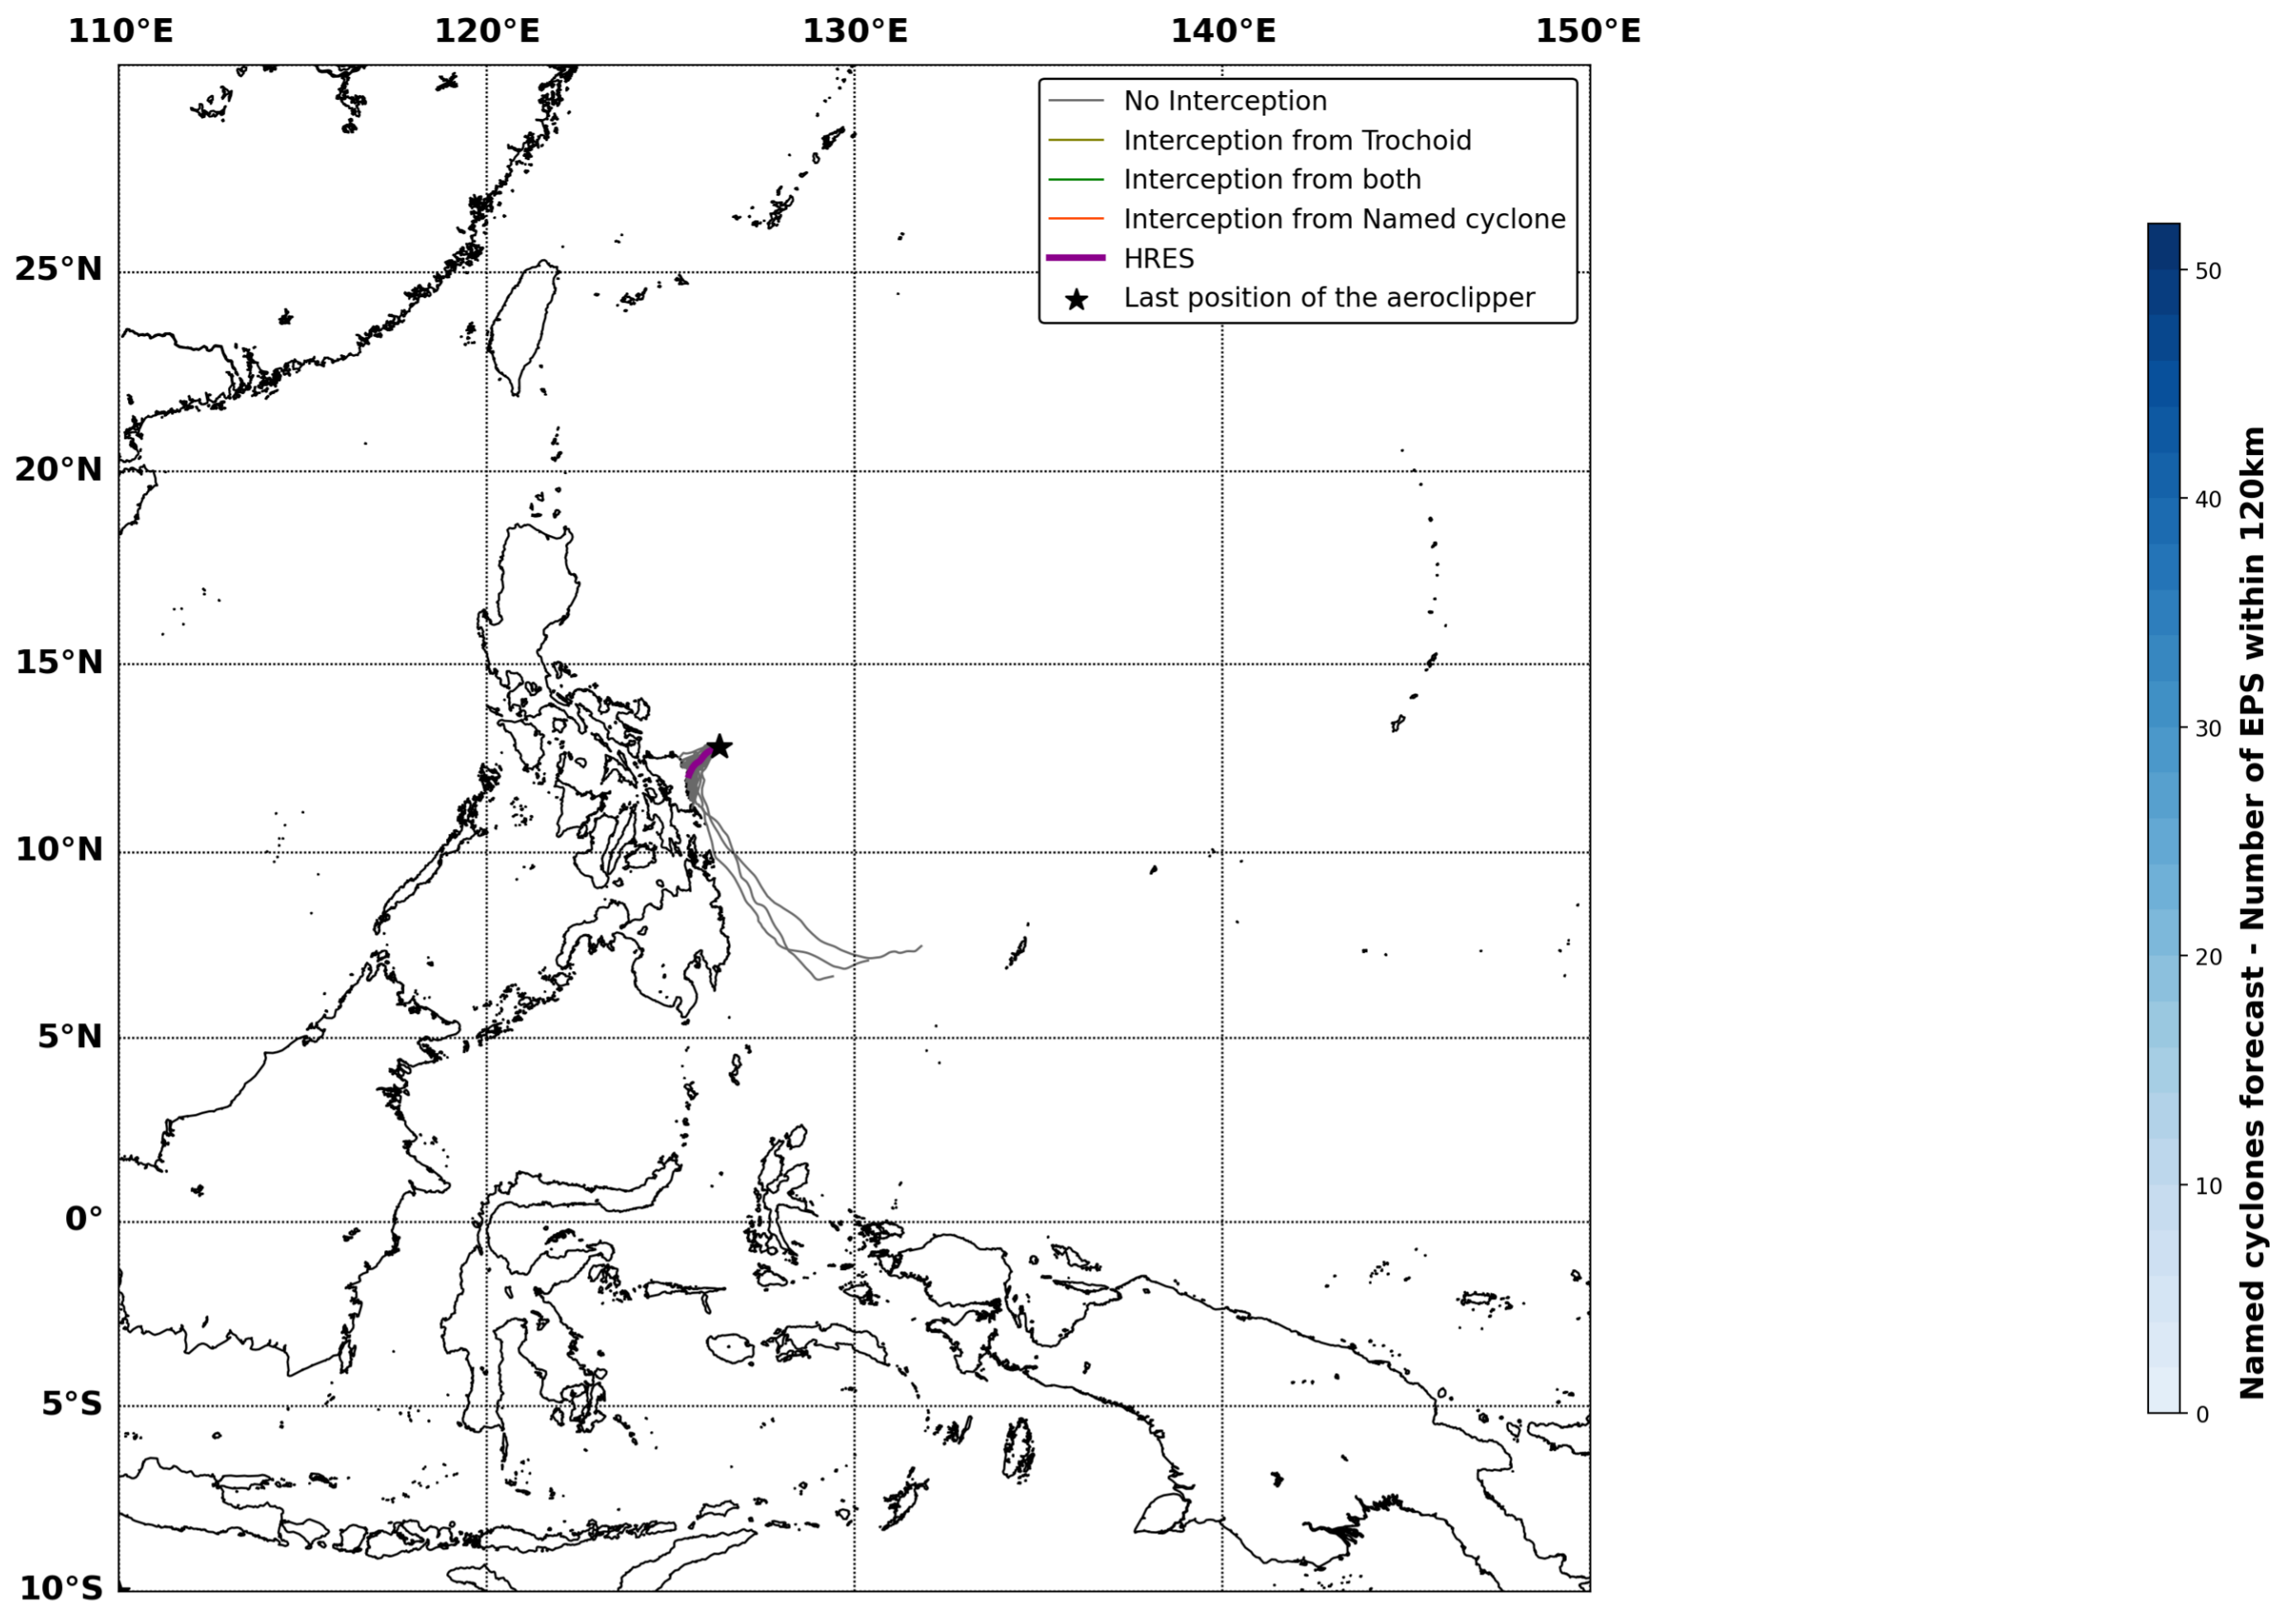 110°E 120°E 130°E 140°E 150°E
No Interception
Interception from Trochoid
Interception from both
Interception from Named cyclone
HRES
Last position of the aeroclipper
25°N
20°N
15°N
10°N
5°N
0°
5°S
10°S
50
40
30
20
10
0
Named cyclones forecast - Number of EPS within 120km